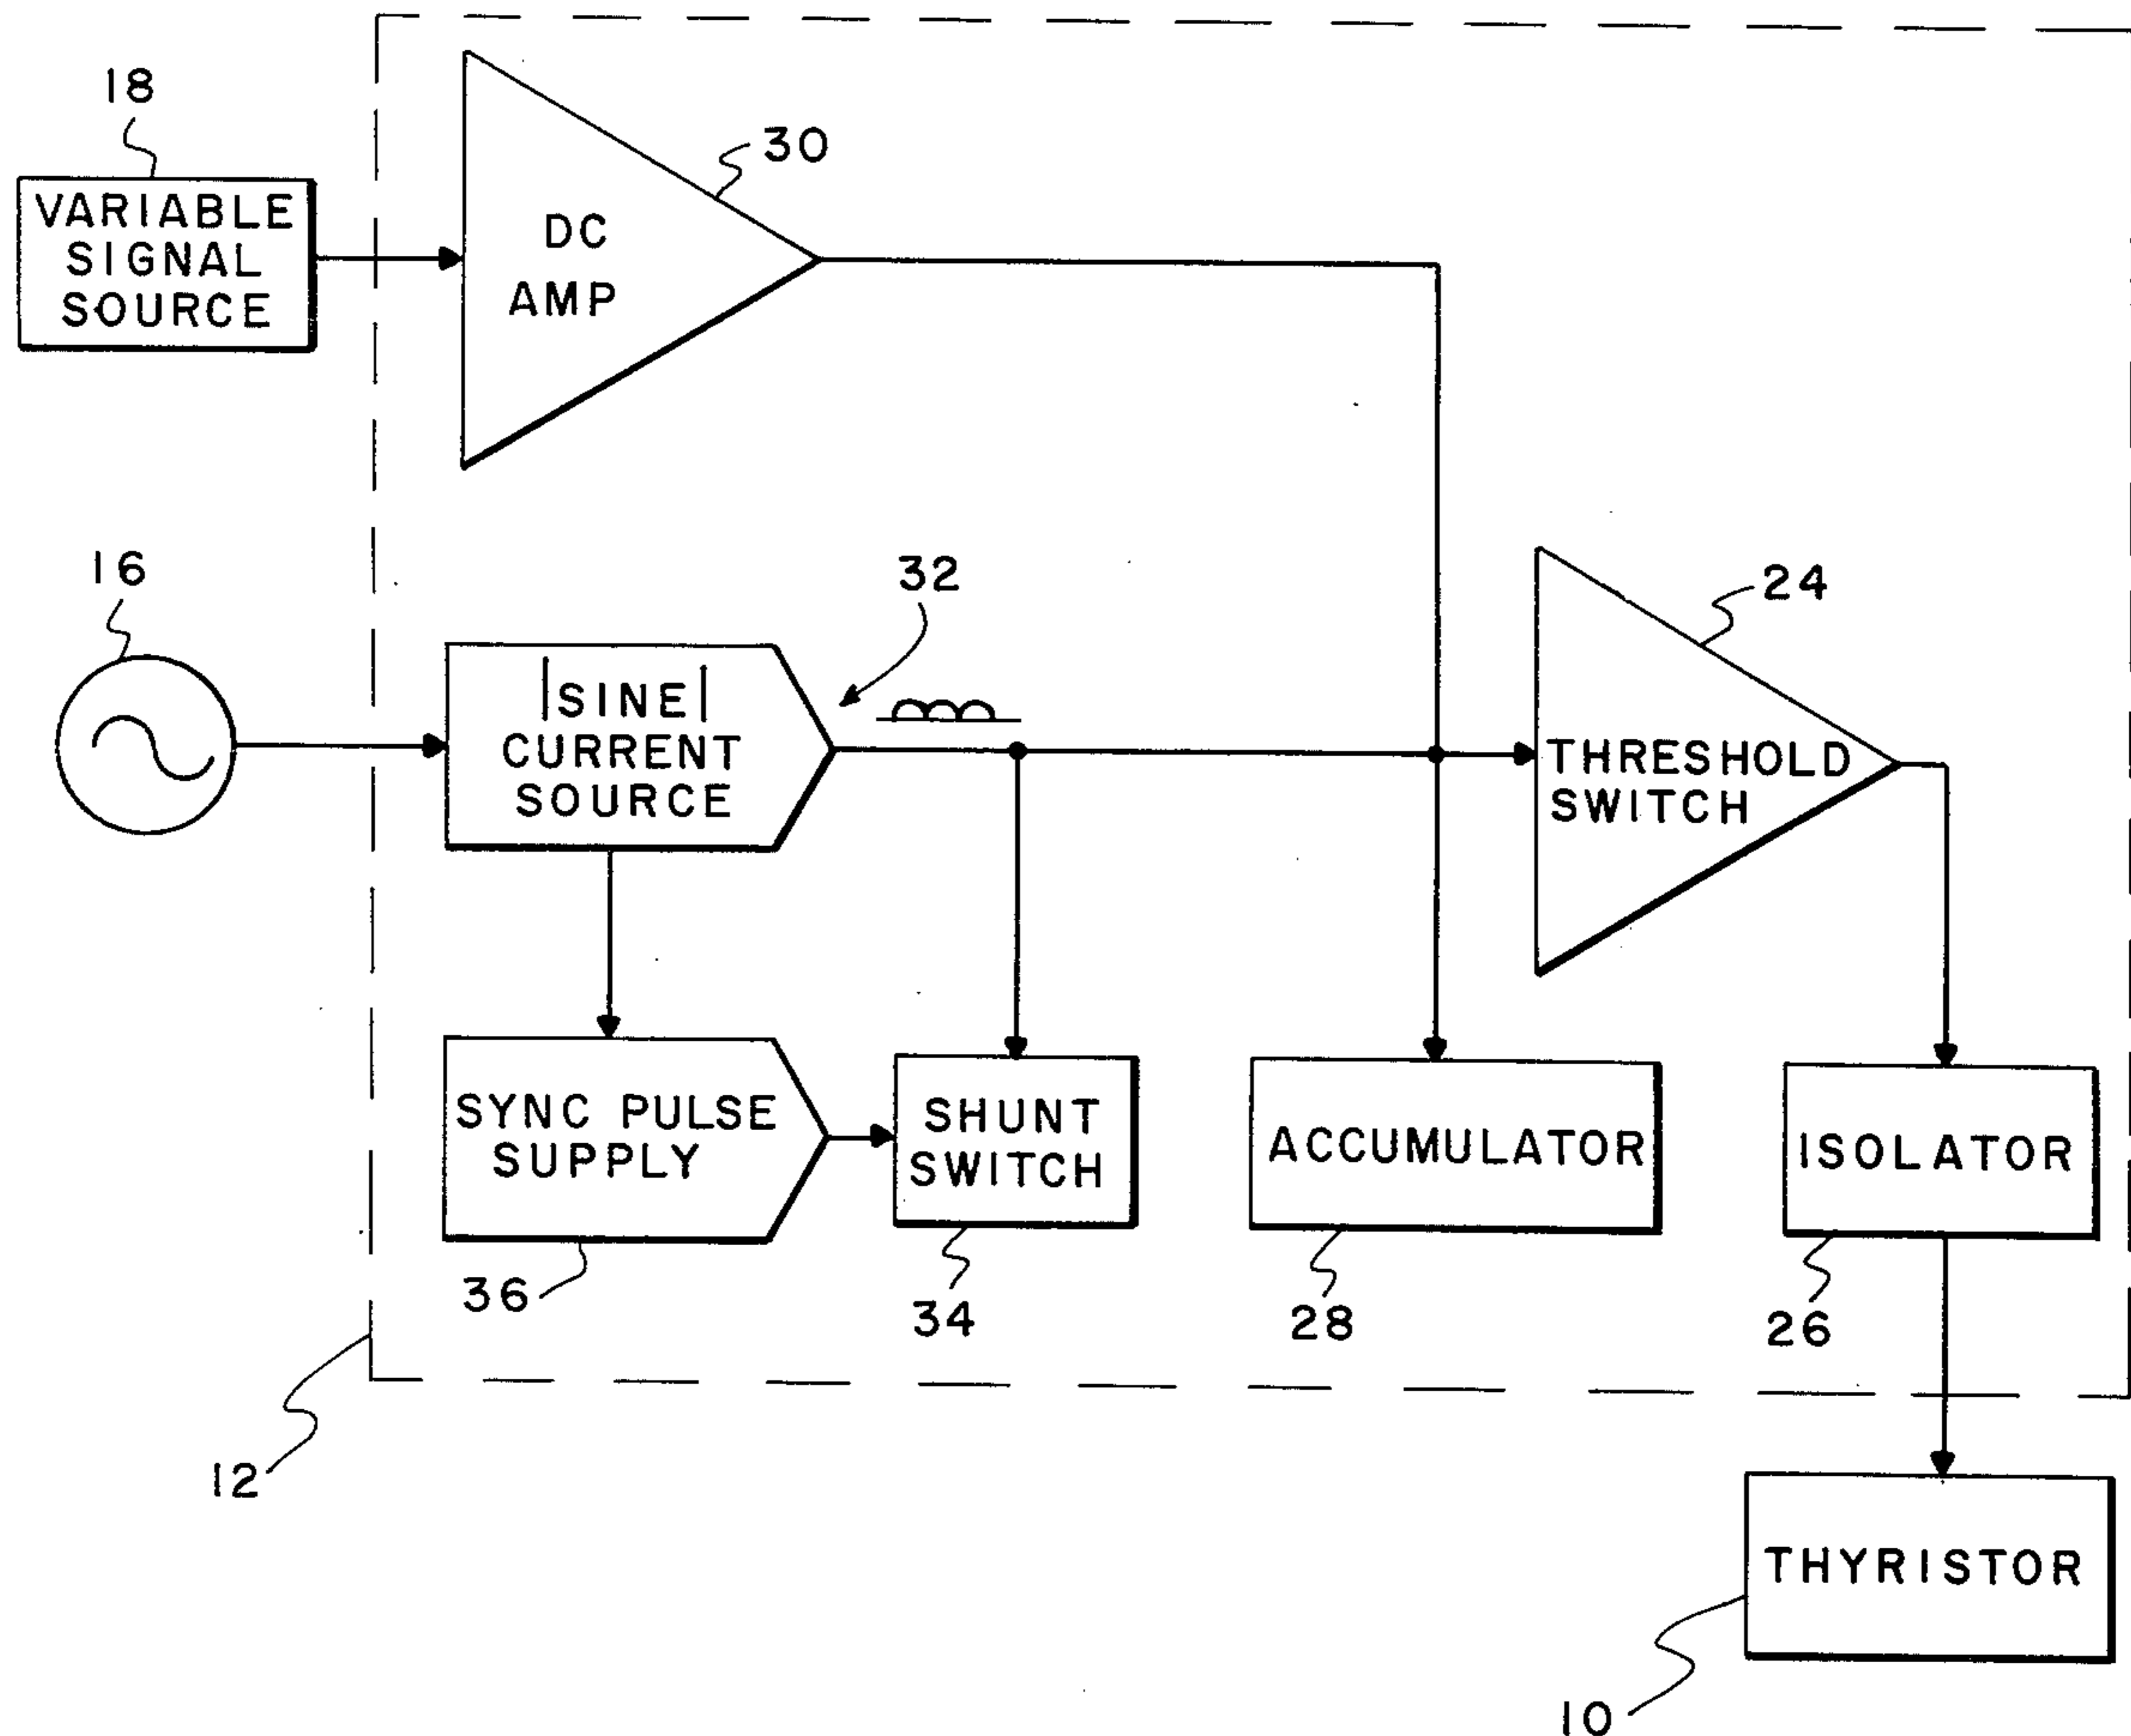 18
VARIABLE
SIGNAL
SOURCE
30
DC
AMP
16
32
|SINE|
CURRENT
SOURCE
24
THRESHOLD
SWITCH
SYNC PULSE
SUPPLY
36
SHUNT
SWITCH
34
ACCUMULATOR
28
ISOLATOR
26
12
THYRISTOR
10